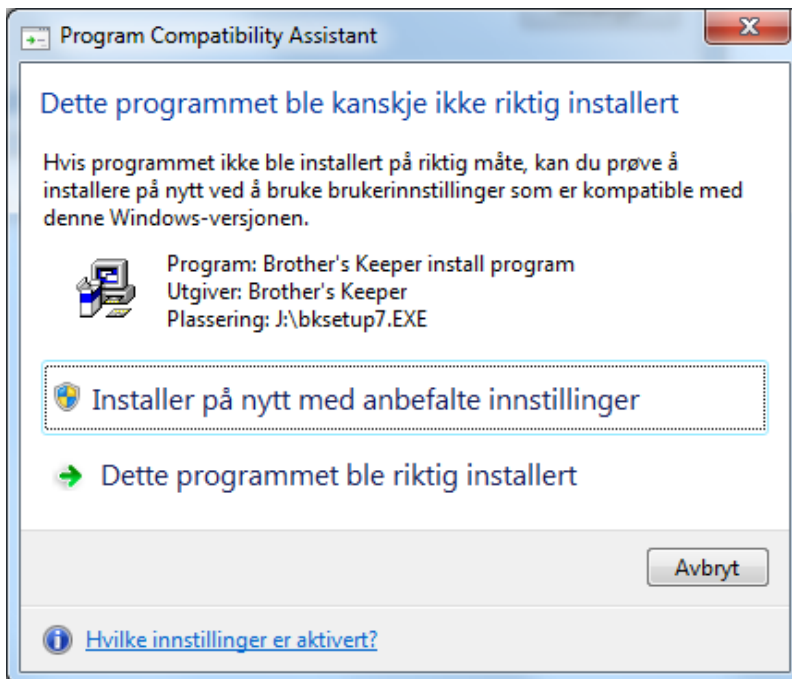 Program Compatibility Assistant
Dette programmet ble kanskje ikke riktig installert
Hvis programmet ikke ble installert på riktig måte, kan du prøve å
installere på nytt ved å bruke brukerinnstillinger som er kompatible med
denne Windows-versjonen.
Program: Brother's Keeper install program
Utgiver: Brother's Keeper
Plassering: J:\bksetup7.EXE
Installer på nytt med anbefalte innstillinger
Dette programmet ble riktig installert
Avbryt
Hvilke innstillinger er aktivert?